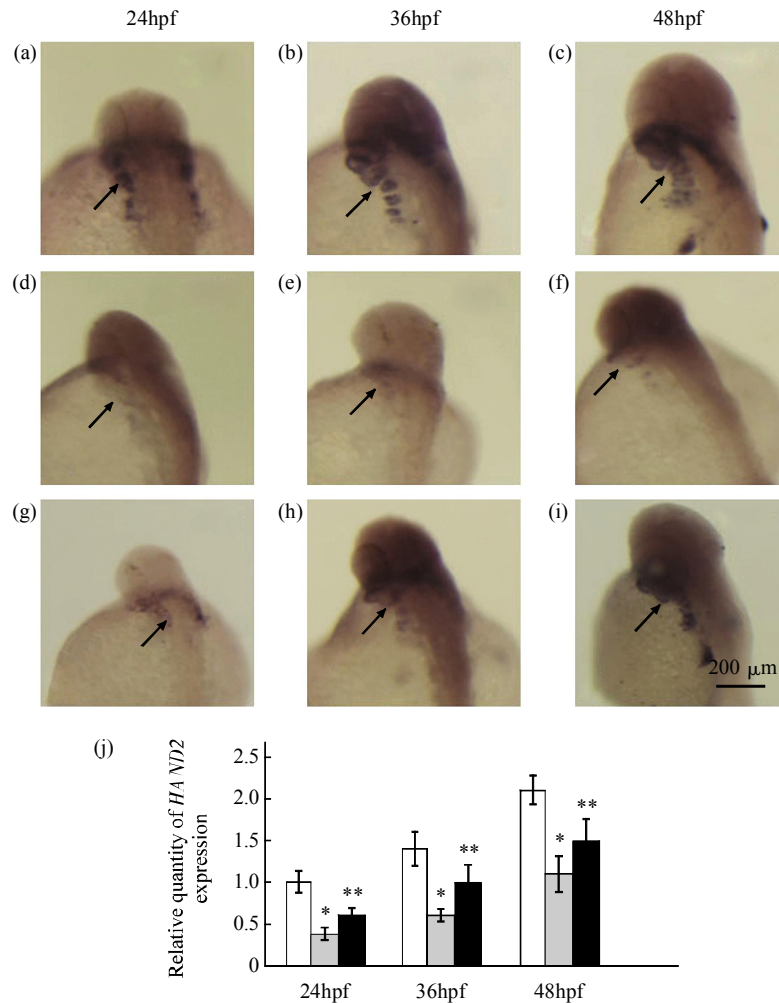 24hpf 36hpf 48hpf
(a) (b) (c)
(d) (e) (f)
(g) (h) (i)
200 μm
(j)
Relative quantity of HAND2
expression
2.5
2.0
1.5
1.0
0.5
0
* **
* **
* **
24hpf 36hpf 48hpf